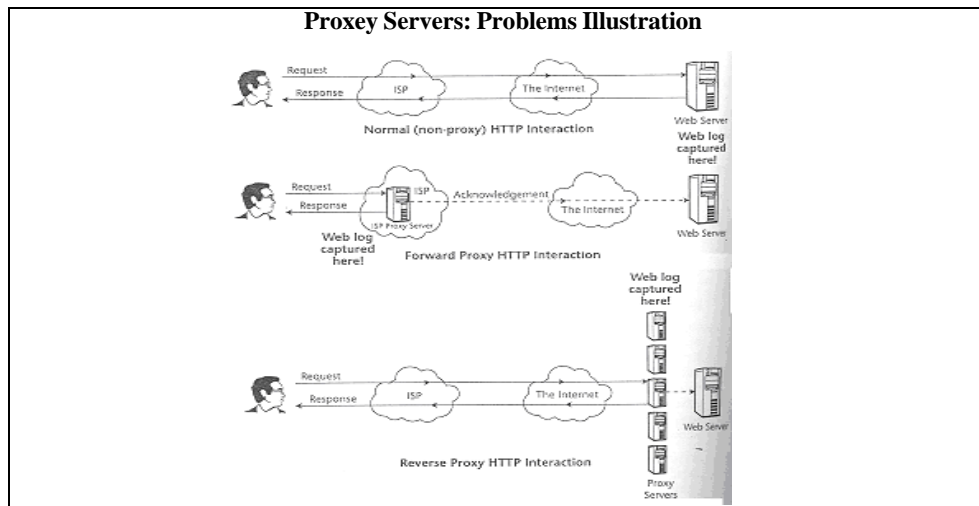 Proxey Servers: Problems Illustration
Request
Response
ISP
The Internet
Web Server
Normal (non-proxy) HTTP Interaction
Web log
captured
here!
Request
Response
ISP
ISP Proxy Server
Acknowledgement
The Internet
Web Server
Web log
captured
here!
Forward Proxy HTTP Interaction
Web log
captured
here!
Request
Response
ISP
The Internet
Web Server
Reverse Proxy HTTP Interaction
Proxy
Servers